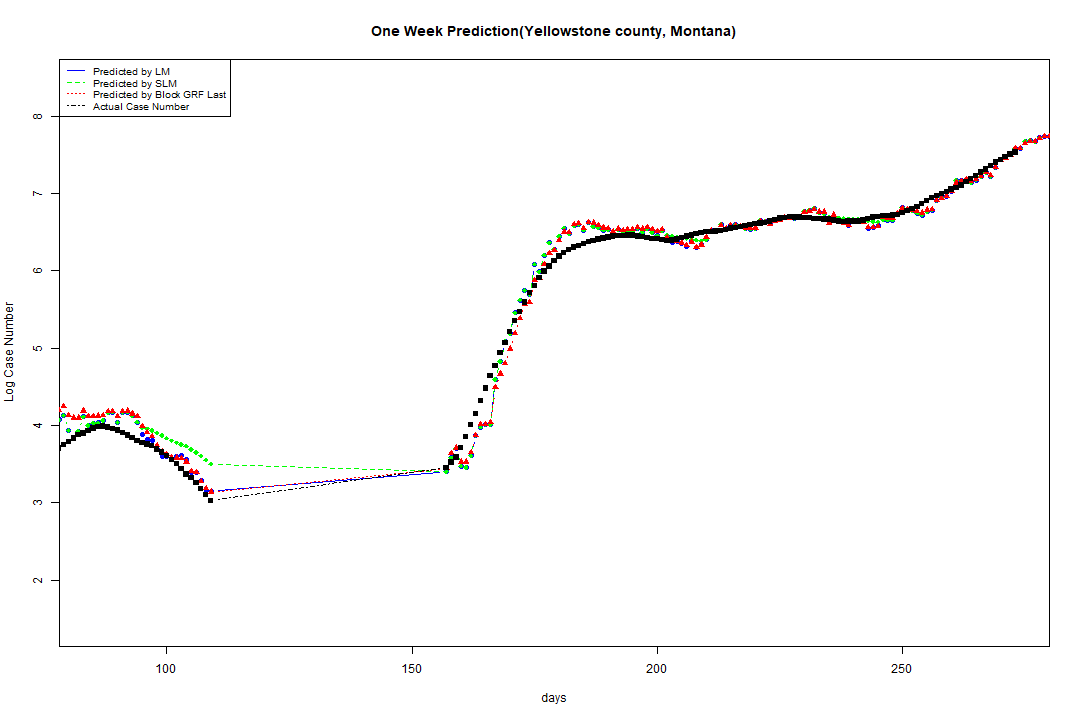 One Week Prediction(Yellowstone county, Montana)
Predicted by LM
Predicted by SLM
Predicted by Block GRF Last
Actual Case Number
8
7
6
5
4
3
2
Log Case Number
100
150
200
250
days